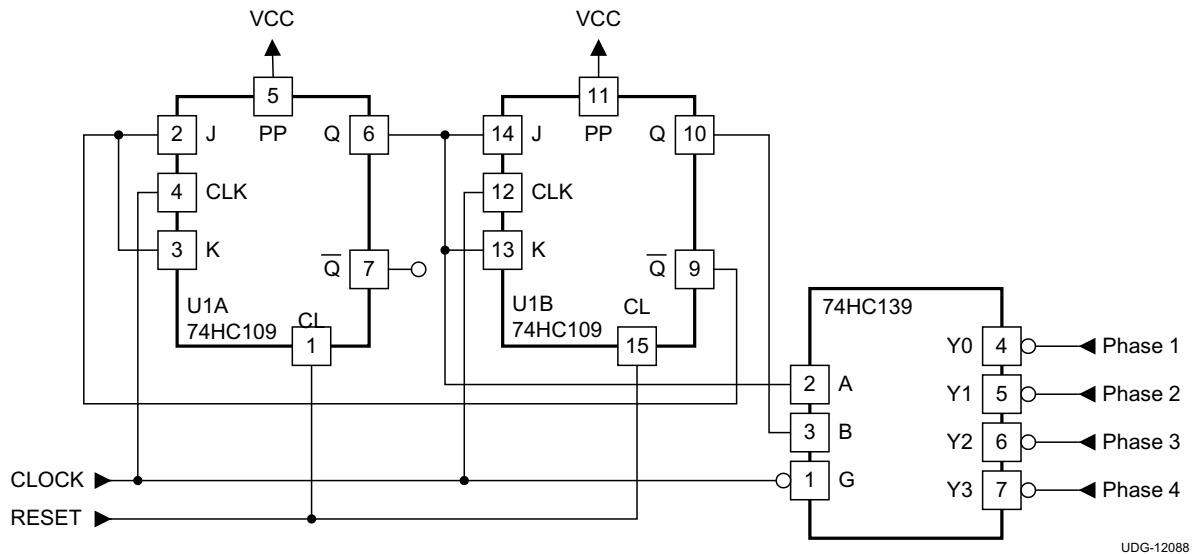 VCC
VCC
5
11
2 J PP Q 6
14 J PP Q 10
4 CLK
12 CLK
3 K
13 K
Q 7
Q 9
U1A
74HC109
CL
1
U1B
74HC109
CL
15
74HC139
Y0 4 Phase 1
2 A
Y1 5 Phase 2
3 B
Y2 6 Phase 3
CLOCK
1 G
Y3 7 Phase 4
RESET
UDG-12088